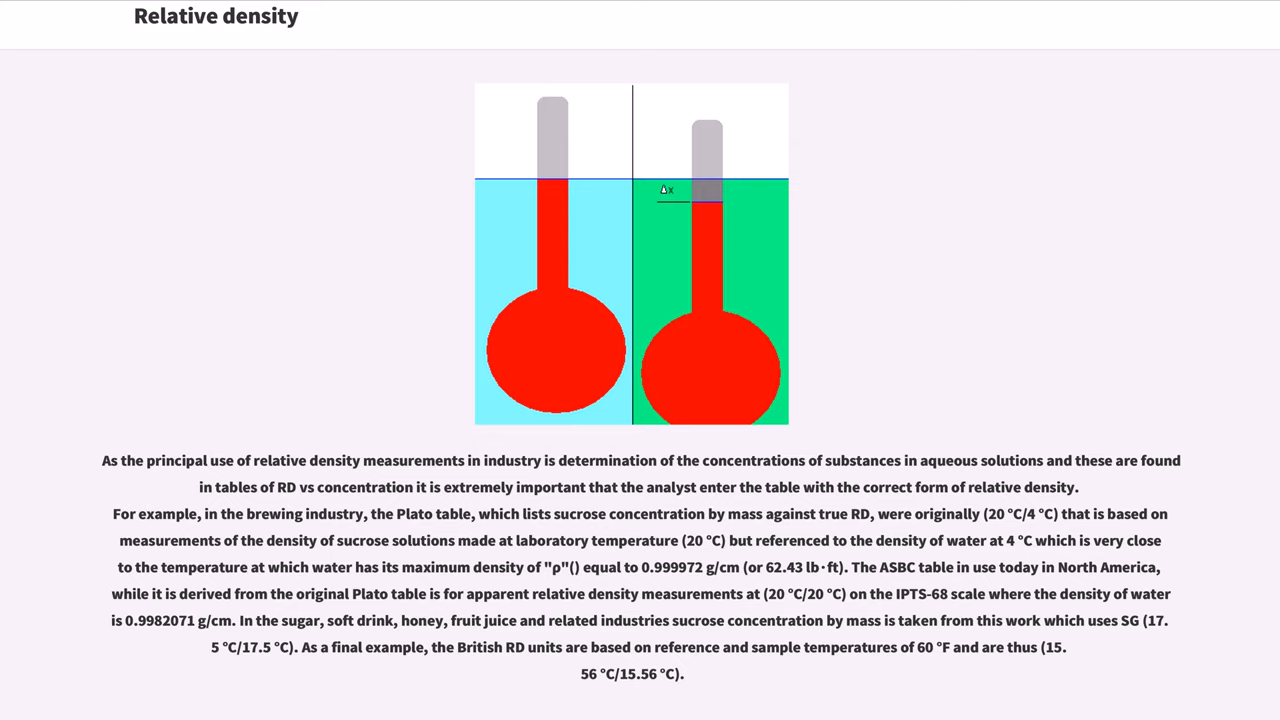 Relative density
Δx
As the principal use of relative density measurements in industry is determination of the concentrations of substances in aqueous solutions and these are found
in tables of RD vs concentration it is extremely important that the analyst enter the table with the correct form of relative density.
For example, in the brewing industry, the Plato table, which lists sucrose concentration by mass against true RD, were originally (20 °C/4 °C) that is based on
measurements of the density of sucrose solutions made at laboratory temperature (20 °C) but referenced to the density of water at 4 °C which is very close
to the temperature at which water has its maximum density of "ρ"() equal to 0.999972 g/cm (or 62.43 lb·ft). The ASBC table in use today in North America,
while it is derived from the original Plato table is for apparent relative density measurements at (20 °C/20 °C) on the IPTS-68 scale where the density of water
is 0.9982071 g/cm. In the sugar, soft drink, honey, fruit juice and related industries sucrose concentration by mass is taken from this work which uses SG (17.
5 °C/17.5 °C). As a final example, the British RD units are based on reference and sample temperatures of 60 °F and are thus (15.
56 °C/15.56 °C).